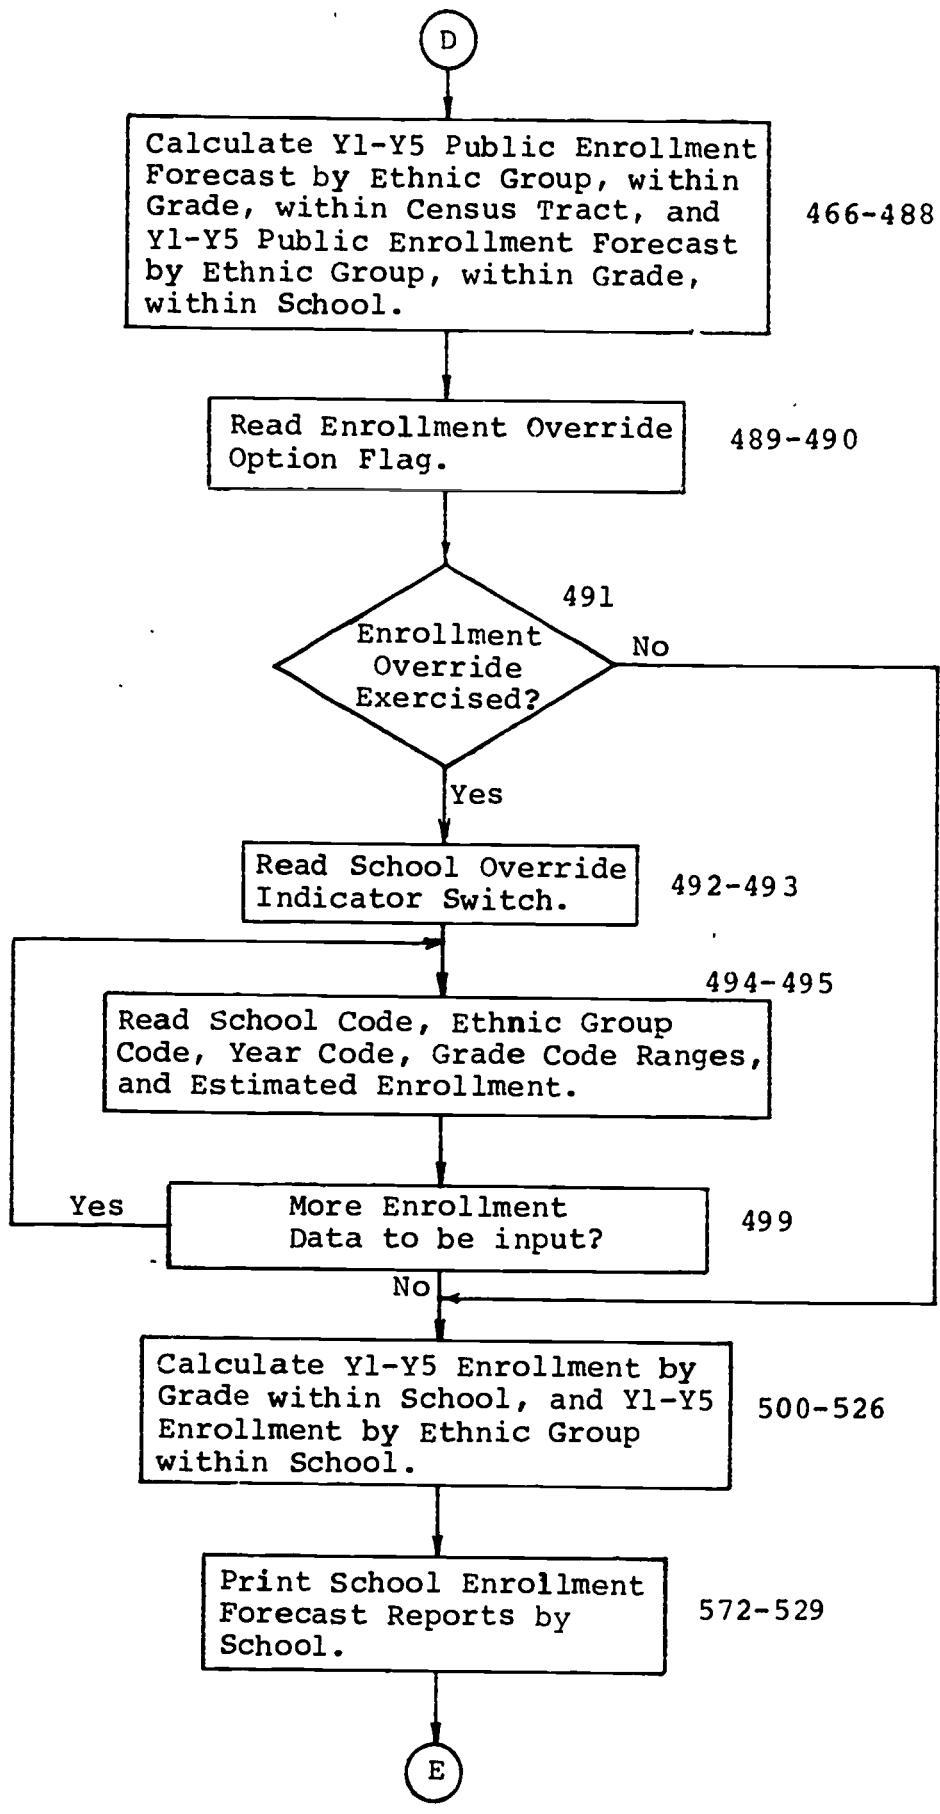 D
Calculate Y1-Y5 Public Enrollment
Forecast by Ethnic Group, within
Grade, within Census Tract, and
Y1-Y5 Public Enrollment Forecast
by Ethnic Group, within Grade,
within School.
466-488
Read Enrollment Override
Option Flag.
489-490
491
Enrollment
Override
Exercised?
No
Yes
Read School Override
Indicator Switch.
492-493
494-495
Read School Code, Ethnic Group
Code, Year Code, Grade Code Ranges,
and Estimated Enrollment.
Yes
More Enrollment
Data to be input?
499
No
Calculate Y1-Y5 Enrollment by
Grade within School, and Y1-Y5
Enrollment by Ethnic Group
within School.
500-526
Print School Enrollment
Forecast Reports by
School.
572-529
E